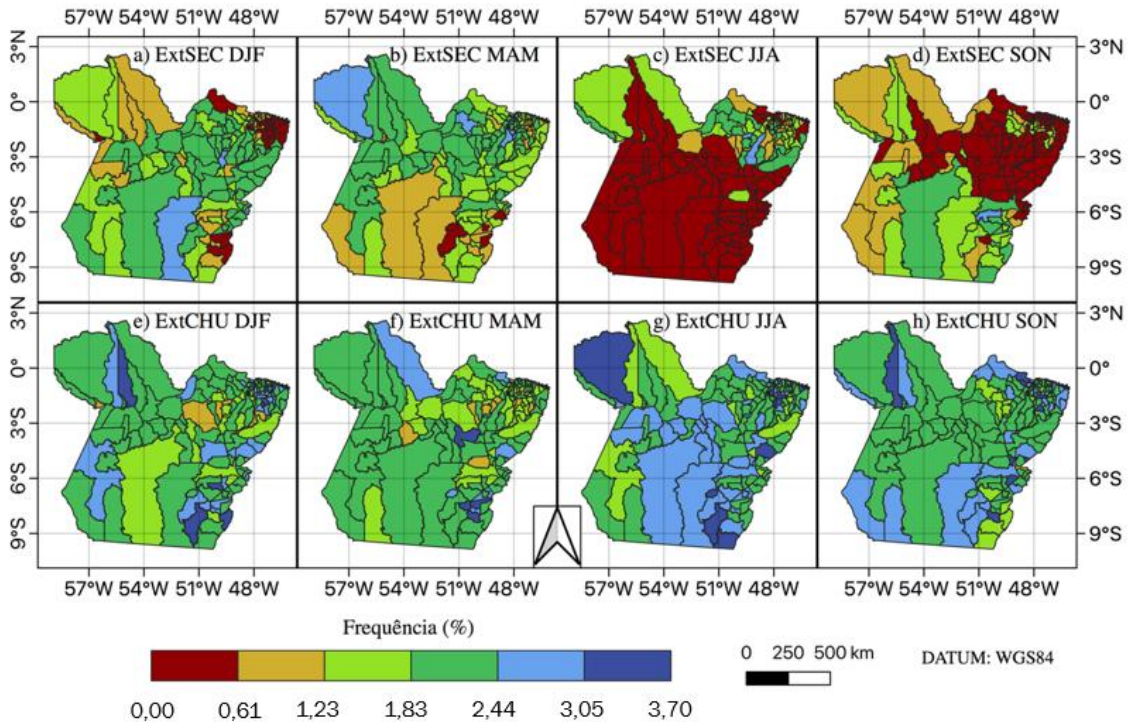 57°W 54°W 51°W 48°W 57°W 54°W 51°W 48°W 57°W 54°W 51°W 48°W 57°W 54°W 51°W 48°W
3°N a) ExtSEC DJF b) ExtSEC MAM c) ExtSEC JJA d) ExtSEC SON 3°N
0° 0°
3°S 3°S
6°S 6°S
9°S 9°S
3°N e) ExtCHU DJF f) ExtCHU MAM g) ExtCHU JJA h) ExtCHU SON 3°N
0° 0°
3°S 3°S
6°S 6°S
9°S 9°S
57°W 54°W 51°W 48°W 57°W 54°W 51°W 48°W 57°W 54°W 51°W 48°W 57°W 54°W 51°W 48°W
Frequência (%)
0 250 500 km DATUM: WGS84
0,00 0,61 1,23 1,83 2,44 3,05 3,70